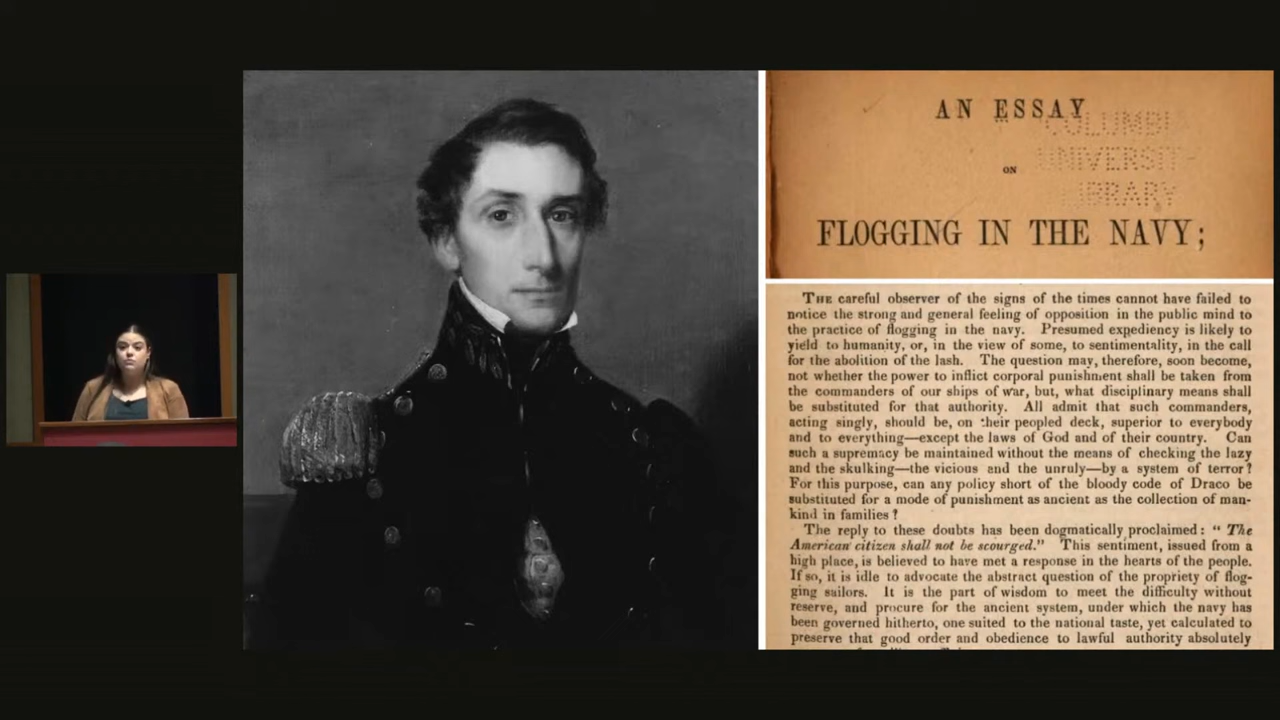 AN ESSAY
COLUMBI
ON
UNIVERSIT
LIBRARY
FLOGGING IN THE NAVY;
THE careful observer of the signs of the times cannot have failed to
notice the strong and general feeling of opposition in the public mind to
the practice of flogging in the navy. Presumed expediency is likely to
yield to humanity, or, in the view of some, to sentimentality, in the call
for the abolition of the lash. The question may, therefore, soon become,
not whether the power to inflict corporal punishment shall be taken from
the commanders of our ships of war, but, what disciplinary means shall
be substituted for that authority. All admit that such commanders,
acting singly, should be, on their peopled deck, superior to everybody
and to everything—except the laws of God and of their country. Can
such a supremacy be maintained without the means of checking the lazy
and the skulking—the vicious and the unruly—by a system of terror?
For this purpose, can any policy short of the bloody code of Draco be
substituted for a mode of punishment as ancient as the collection of man-
kind in families?
The reply to these doubts has been dogmatically proclaimed: "The
American citizen shall not be scourged." This sentiment, issued from a
high place, is believed to have met a response in the hearts of the people.
If so, it is idle to advocate the abstract question of the propriety of flog-
ging sailors. It is the part of wisdom to meet the difficulty without
reserve, and procure for the ancient system, under which the navy has
been governed hitherto, one suited to the national taste, yet calculated to
preserve that good order and obedience to lawful authority absolutely